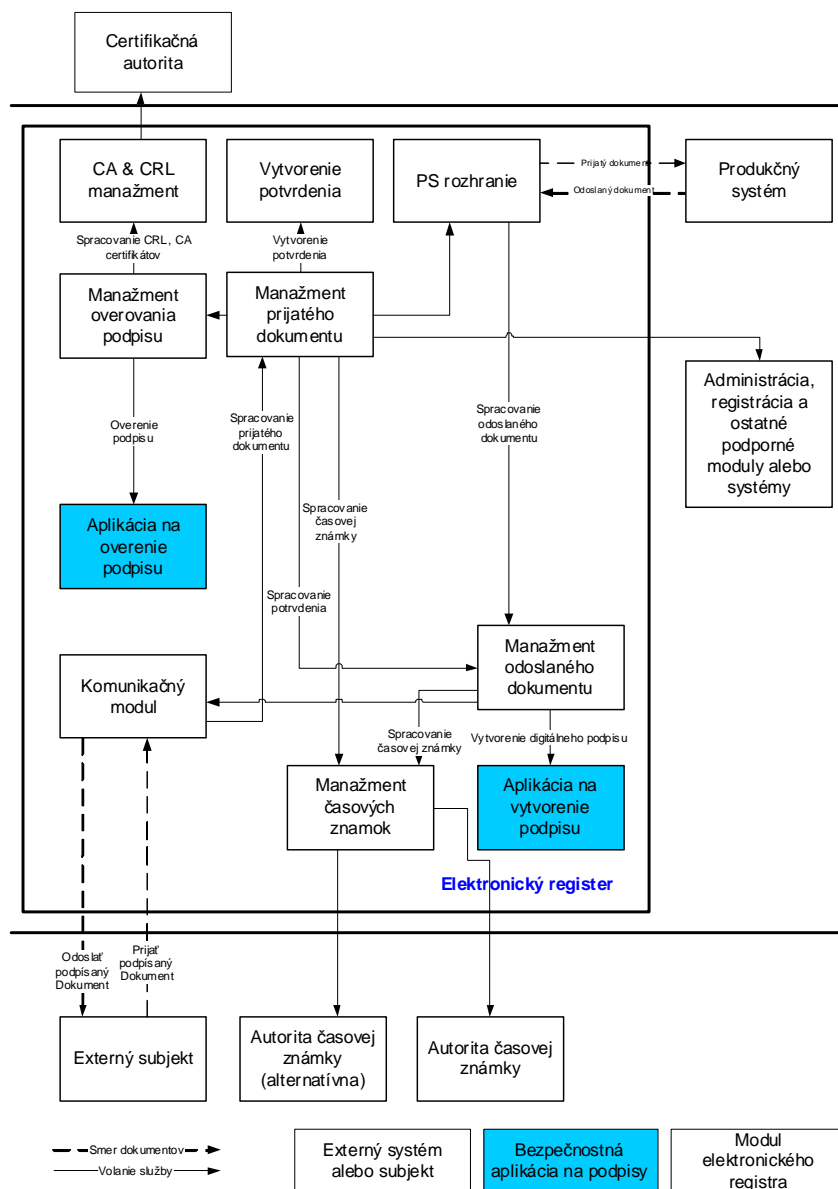 Certifikačná
autorita
CA & CRL
manažment
Vytvorenie
potvrdenia
PS rozhranie
Prijatý dokument
Odoslaný dokument
Produkčný
systém
Spracovanie CRL, CA
certifikátov
Vytvorenie
potvrdenia
Manažment
overovania
podpisu
Manažment
prijatého
dokumentu
Administrácia,
registrácia a
ostatné
podporné
moduly alebo
systémy
Overenie
podpisu
Spracovanie
prijatého
dokumentu
Spracovanie
odoslaného
dokumentu
Spracovanie
časovej
známky
Aplikácia na
overenie
podpisu
Spracovanie
potrvdenia
Manažment
odoslaného
dokumentu
Komunikačný
modul
Spracovanie
časovej známky
Vytvorenie digitálneho podpisu
Manažment
časových
znamok
Aplikácia na
vytvorenie
podpisu
Elektronický register
Odoslať
podpísaný
Dokument
Prijať
podpísaný
Dokument
Externý subjekt
Autorita časovej
známky
(alternatívna)
Autorita časovej
známky
Smer dokumentov
Volanie služby
Externý systém
alebo subjekt
Bezpečnostná
aplikácia na podpisy
Modul
elektronického
registra